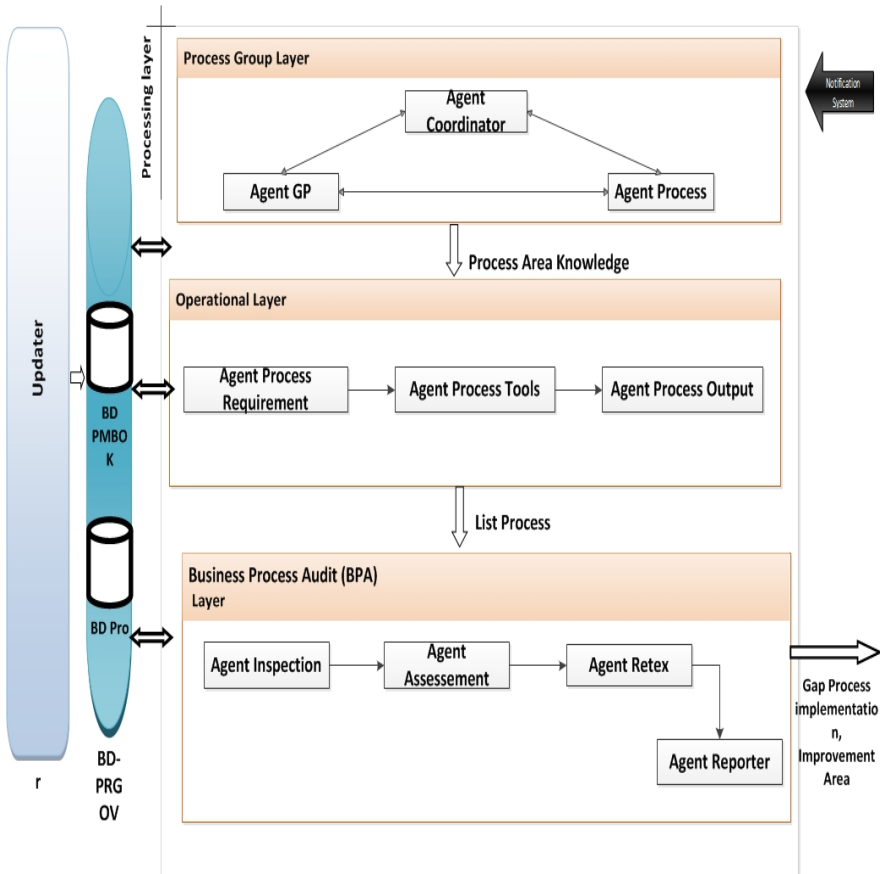 Updater
r
BD
PMBO
K
BD Pro
BD-
PRG
OV
Processing layer
Process Group Layer
Agent
Coordinator
Agent GP
Agent Process
Notification
System
Process Area Knowledge
Operational Layer
Agent Process
Requirement
Agent Process Tools
Agent Process Output
List Process
Business Process Audit (BPA)
Layer
Agent Inspection
Agent
Assessement
Agent Retex
Agent Reporter
Gap Process
implementatio
n,
Improvement
Area